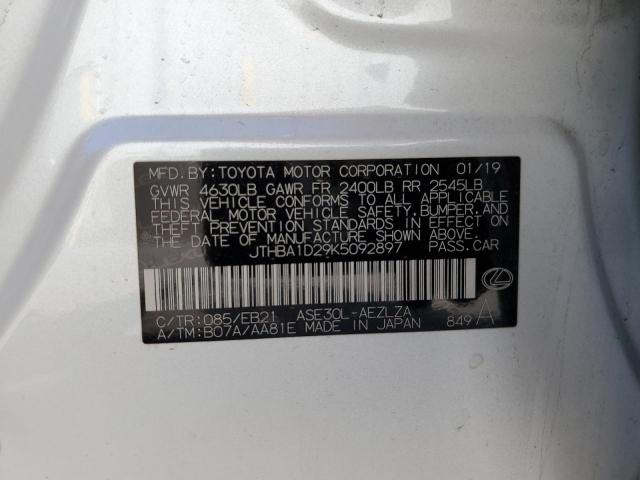 MFD. BY: TOYOTA MOTOR CORPORATION 01/19
GVWR 4630LB GAWR FR 2400LB RR 2545LB
THIS VEHICLE CONFORMS TO ALL APPLICABLE
FEDERAL MOTOR VEHICLE SAFETY, BUMPER, AND
THEFT PREVENTION STANDARDS IN EFFECT ON
THE DATE OF MANUFACTURE SHOWN ABOVE.
JTHBA1D29K5092897 PASS. CAR
C/TR: 085/EB21 ASE30L-AEZLZA
A/TM: B07A/AA81E MADE IN JAPAN 849 A